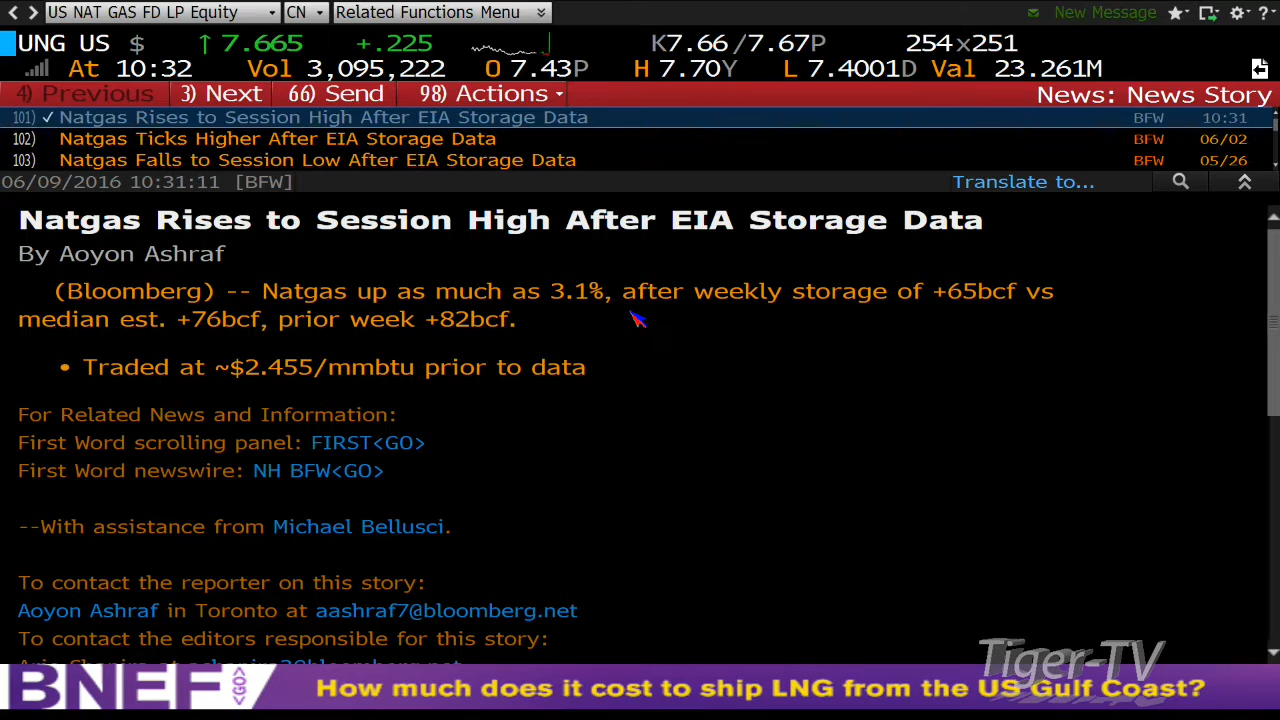 US NAT GAS FD LP Equity CN Related Functions Menu New Message
UNG US $ ↑ 7.665 +.225 K7.66 /7.67P 254x251
At 10:32 Vol 3,095,222 O 7.43P H 7.70Y L 7.4001D Val 23.261M
4) Previous 3) Next 66) Send 98) Actions News: News Story
101) ✓ Natgas Rises to Session High After EIA Storage Data BFW 10:31
102) Natgas Ticks Higher After EIA Storage Data BFW 06/02
103) Natgas Falls to Session Low After EIA Storage Data BFW 05/26
06/09/2016 10:31:11 [BFW] Translate to...
Natgas Rises to Session High After EIA Storage Data
By Aoyon Ashraf
(Bloomberg) -- Natgas up as much as 3.1%, after weekly storage of +65bcf vs
median est. +76bcf, prior week +82bcf.
• Traded at ~$2.455/mmbtu prior to data
For Related News and Information:
First Word scrolling panel: FIRST<GO>
First Word newswire: NH BFW<GO>
--With assistance from Michael Bellusci.
To contact the reporter on this story:
Aoyon Ashraf in Toronto at aashraf7@bloomberg.net
To contact the editors responsible for this story:
Tiger-TV
BNEF <GO> How much does it cost to ship LNG from the US Gulf Coast?